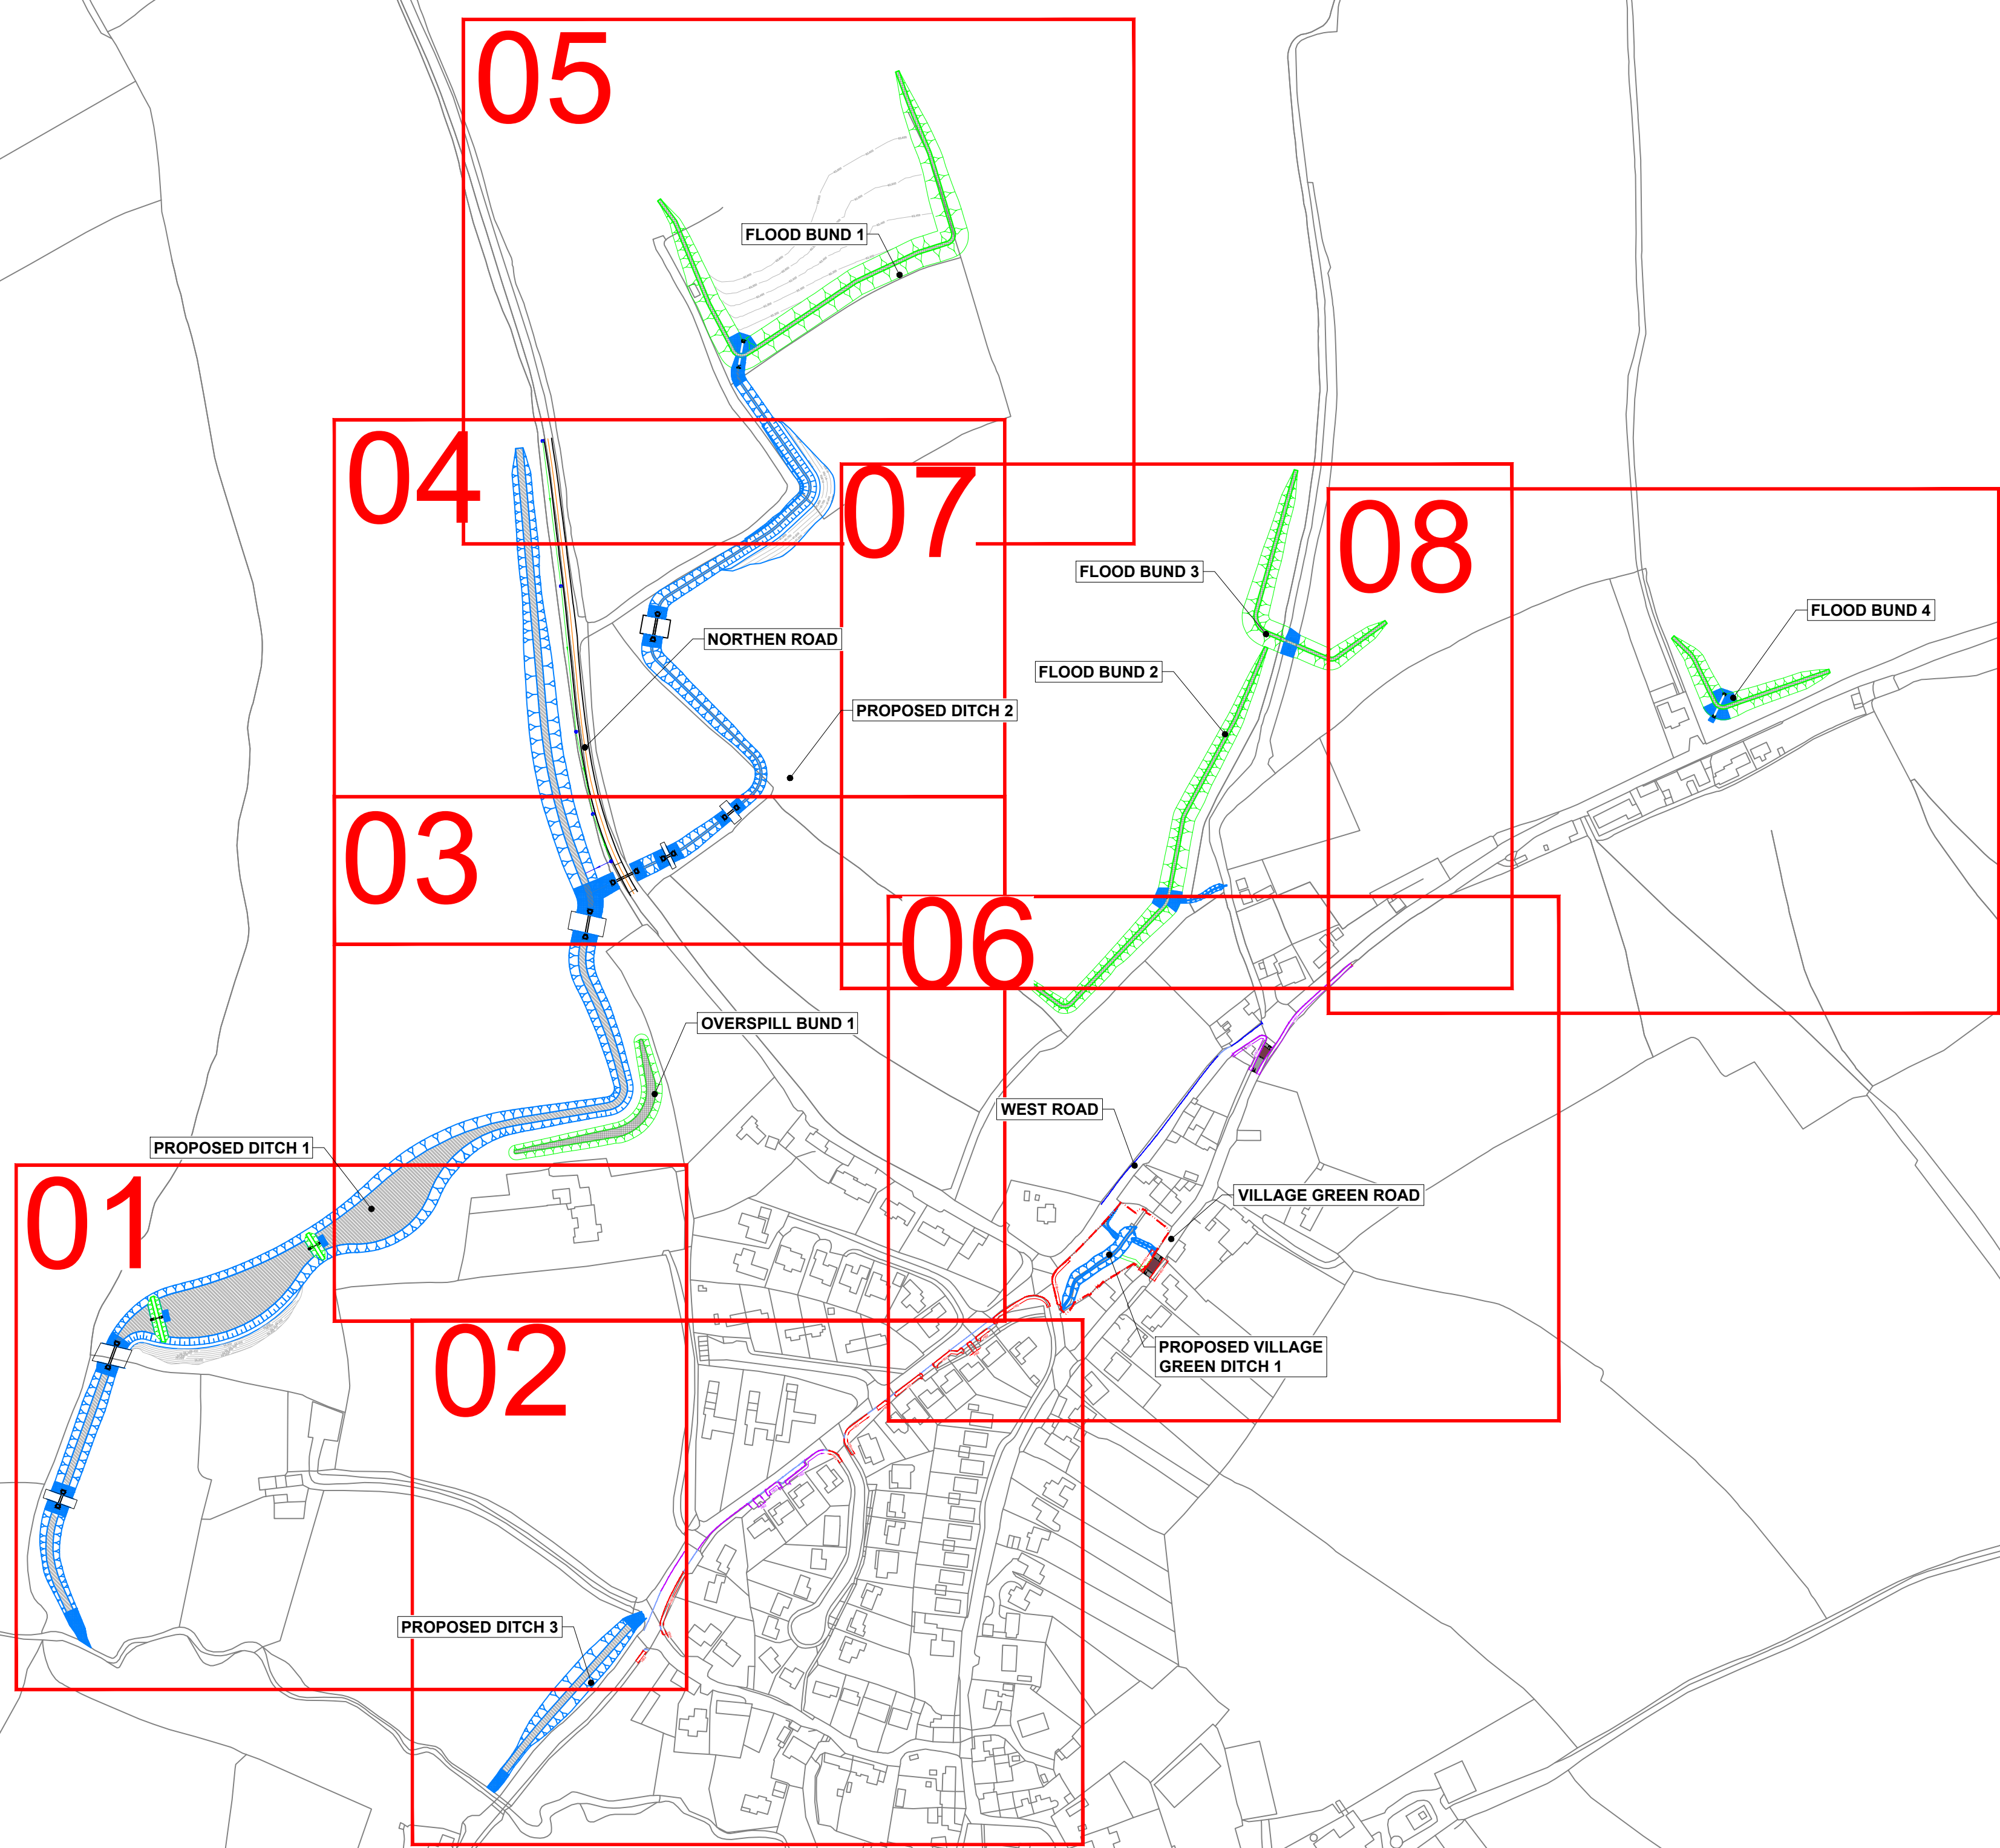 05
FLOOD BUND 1
04
07
08
FLOOD BUND 3
FLOOD BUND 4
NORTHEN ROAD
FLOOD BUND 2
PROPOSED DITCH 2
03
06
OVERSPILL BUND 1
WEST ROAD
PROPOSED DITCH 1
01
VILLAGE GREEN ROAD
PROPOSED VILLAGE
GREEN DITCH 1
02
PROPOSED DITCH 3